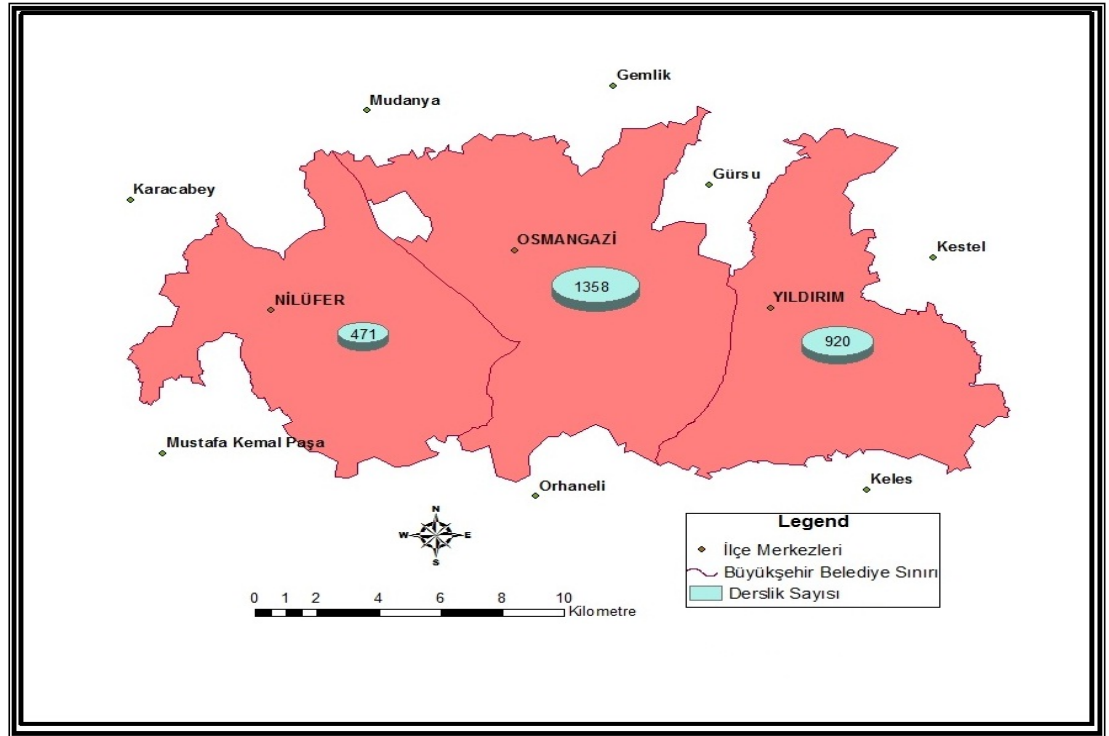 Gemlik
Mudanya
Gürsu
Karacabey
OSMANGAZİ
Kestel
1358
NİLÜFER
YILDIRIM
471
920
Mustafa Kemal Paşa
Orhaneli
Keles
N
W E
S
Legend
İlçe Merkezleri
Büyükşehir Belediye Sınırı
Derslik Sayısı
0 1 2 4 6 8 10
Kilometre